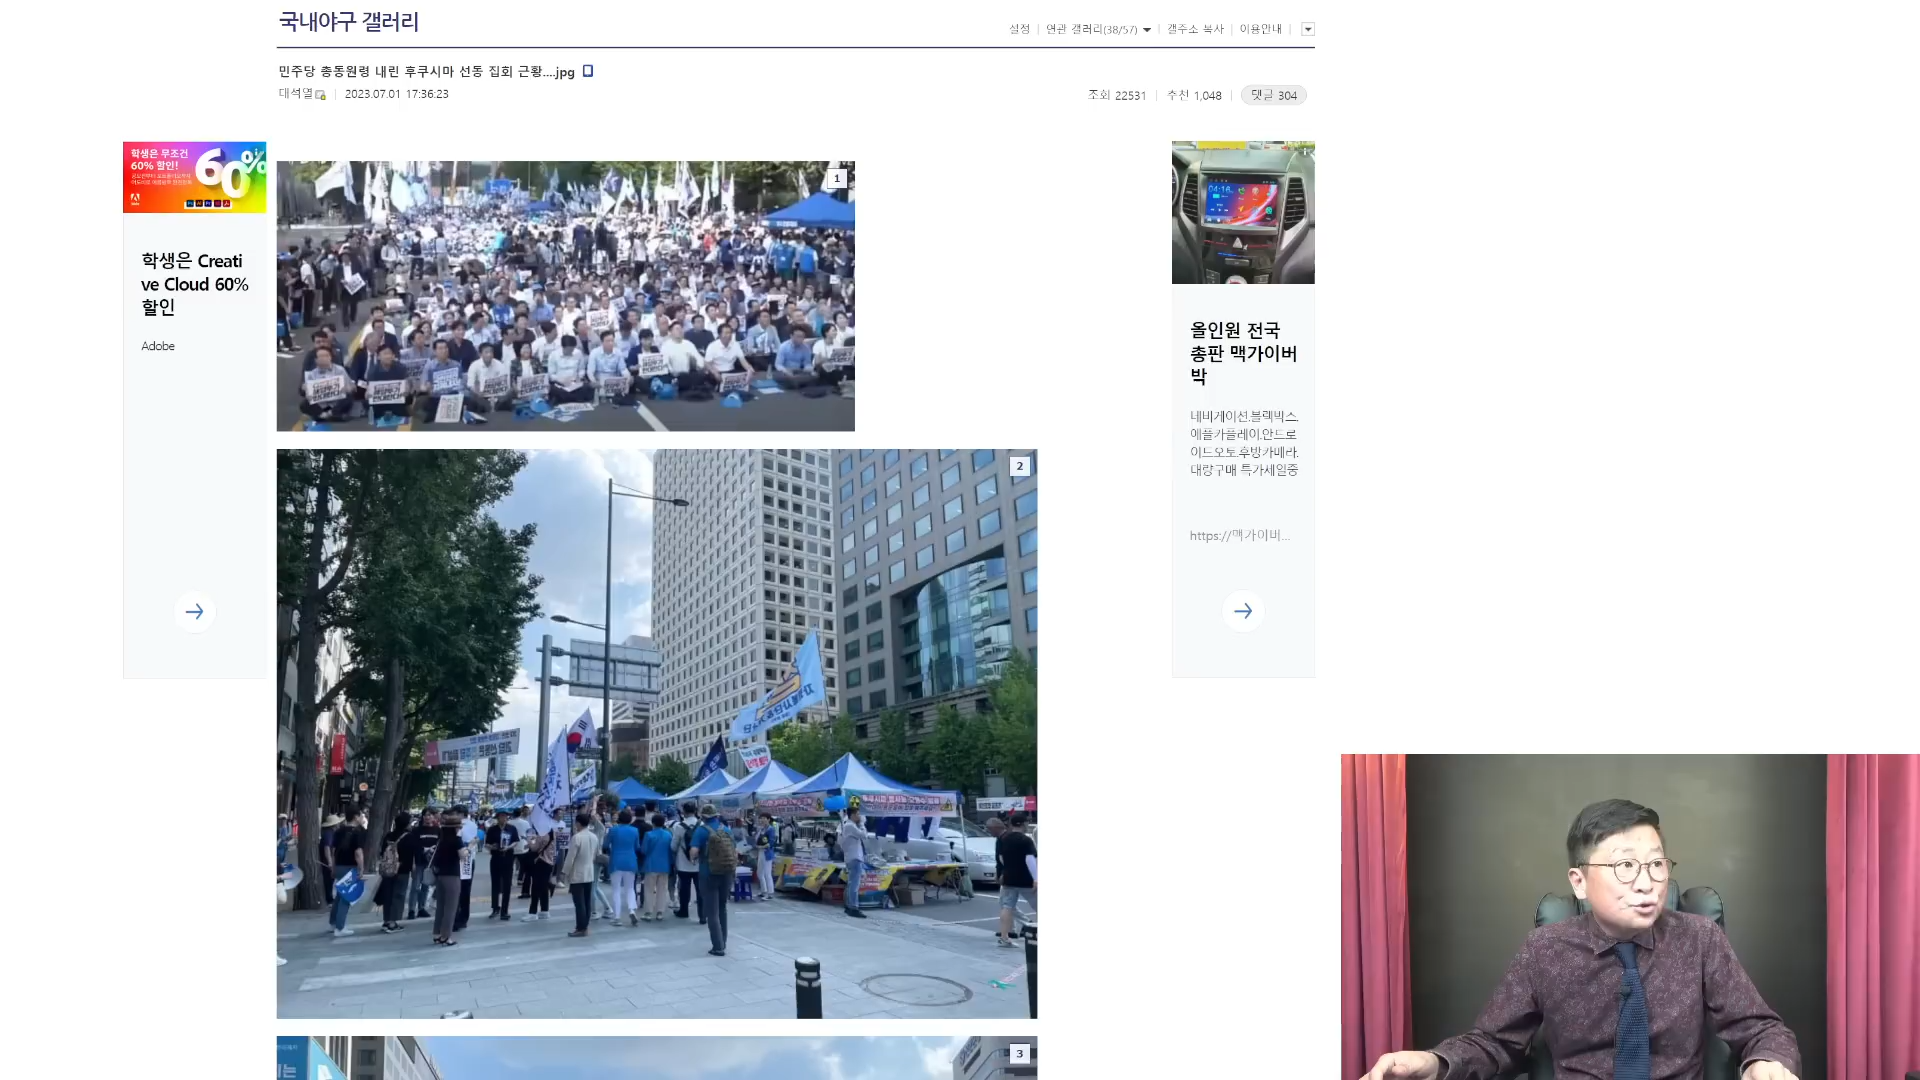 국내야구 갤러리
설정 | 연관 갤러리(38/57) | 갤주소 복사 | 이용안내 |
민주당 총동원령 내린 후쿠시마 선동 집회 근황....jpg
대석열 | 2023.07.01 17:36:23
조회 22531 | 추천 1,048 | 댓글 304
학생은 무조건
60% 할인!
60%
Adobe
학생은 Creati
ve Cloud 60%
할인
Adobe
1
2
3
04:16
올인원 전국
총판 맥가이버
박
네비게이션.블랙박스.
애플카플레이.안드로
이드오토.후방카메라.
대량구매 특가세일중
https://맥가이버...